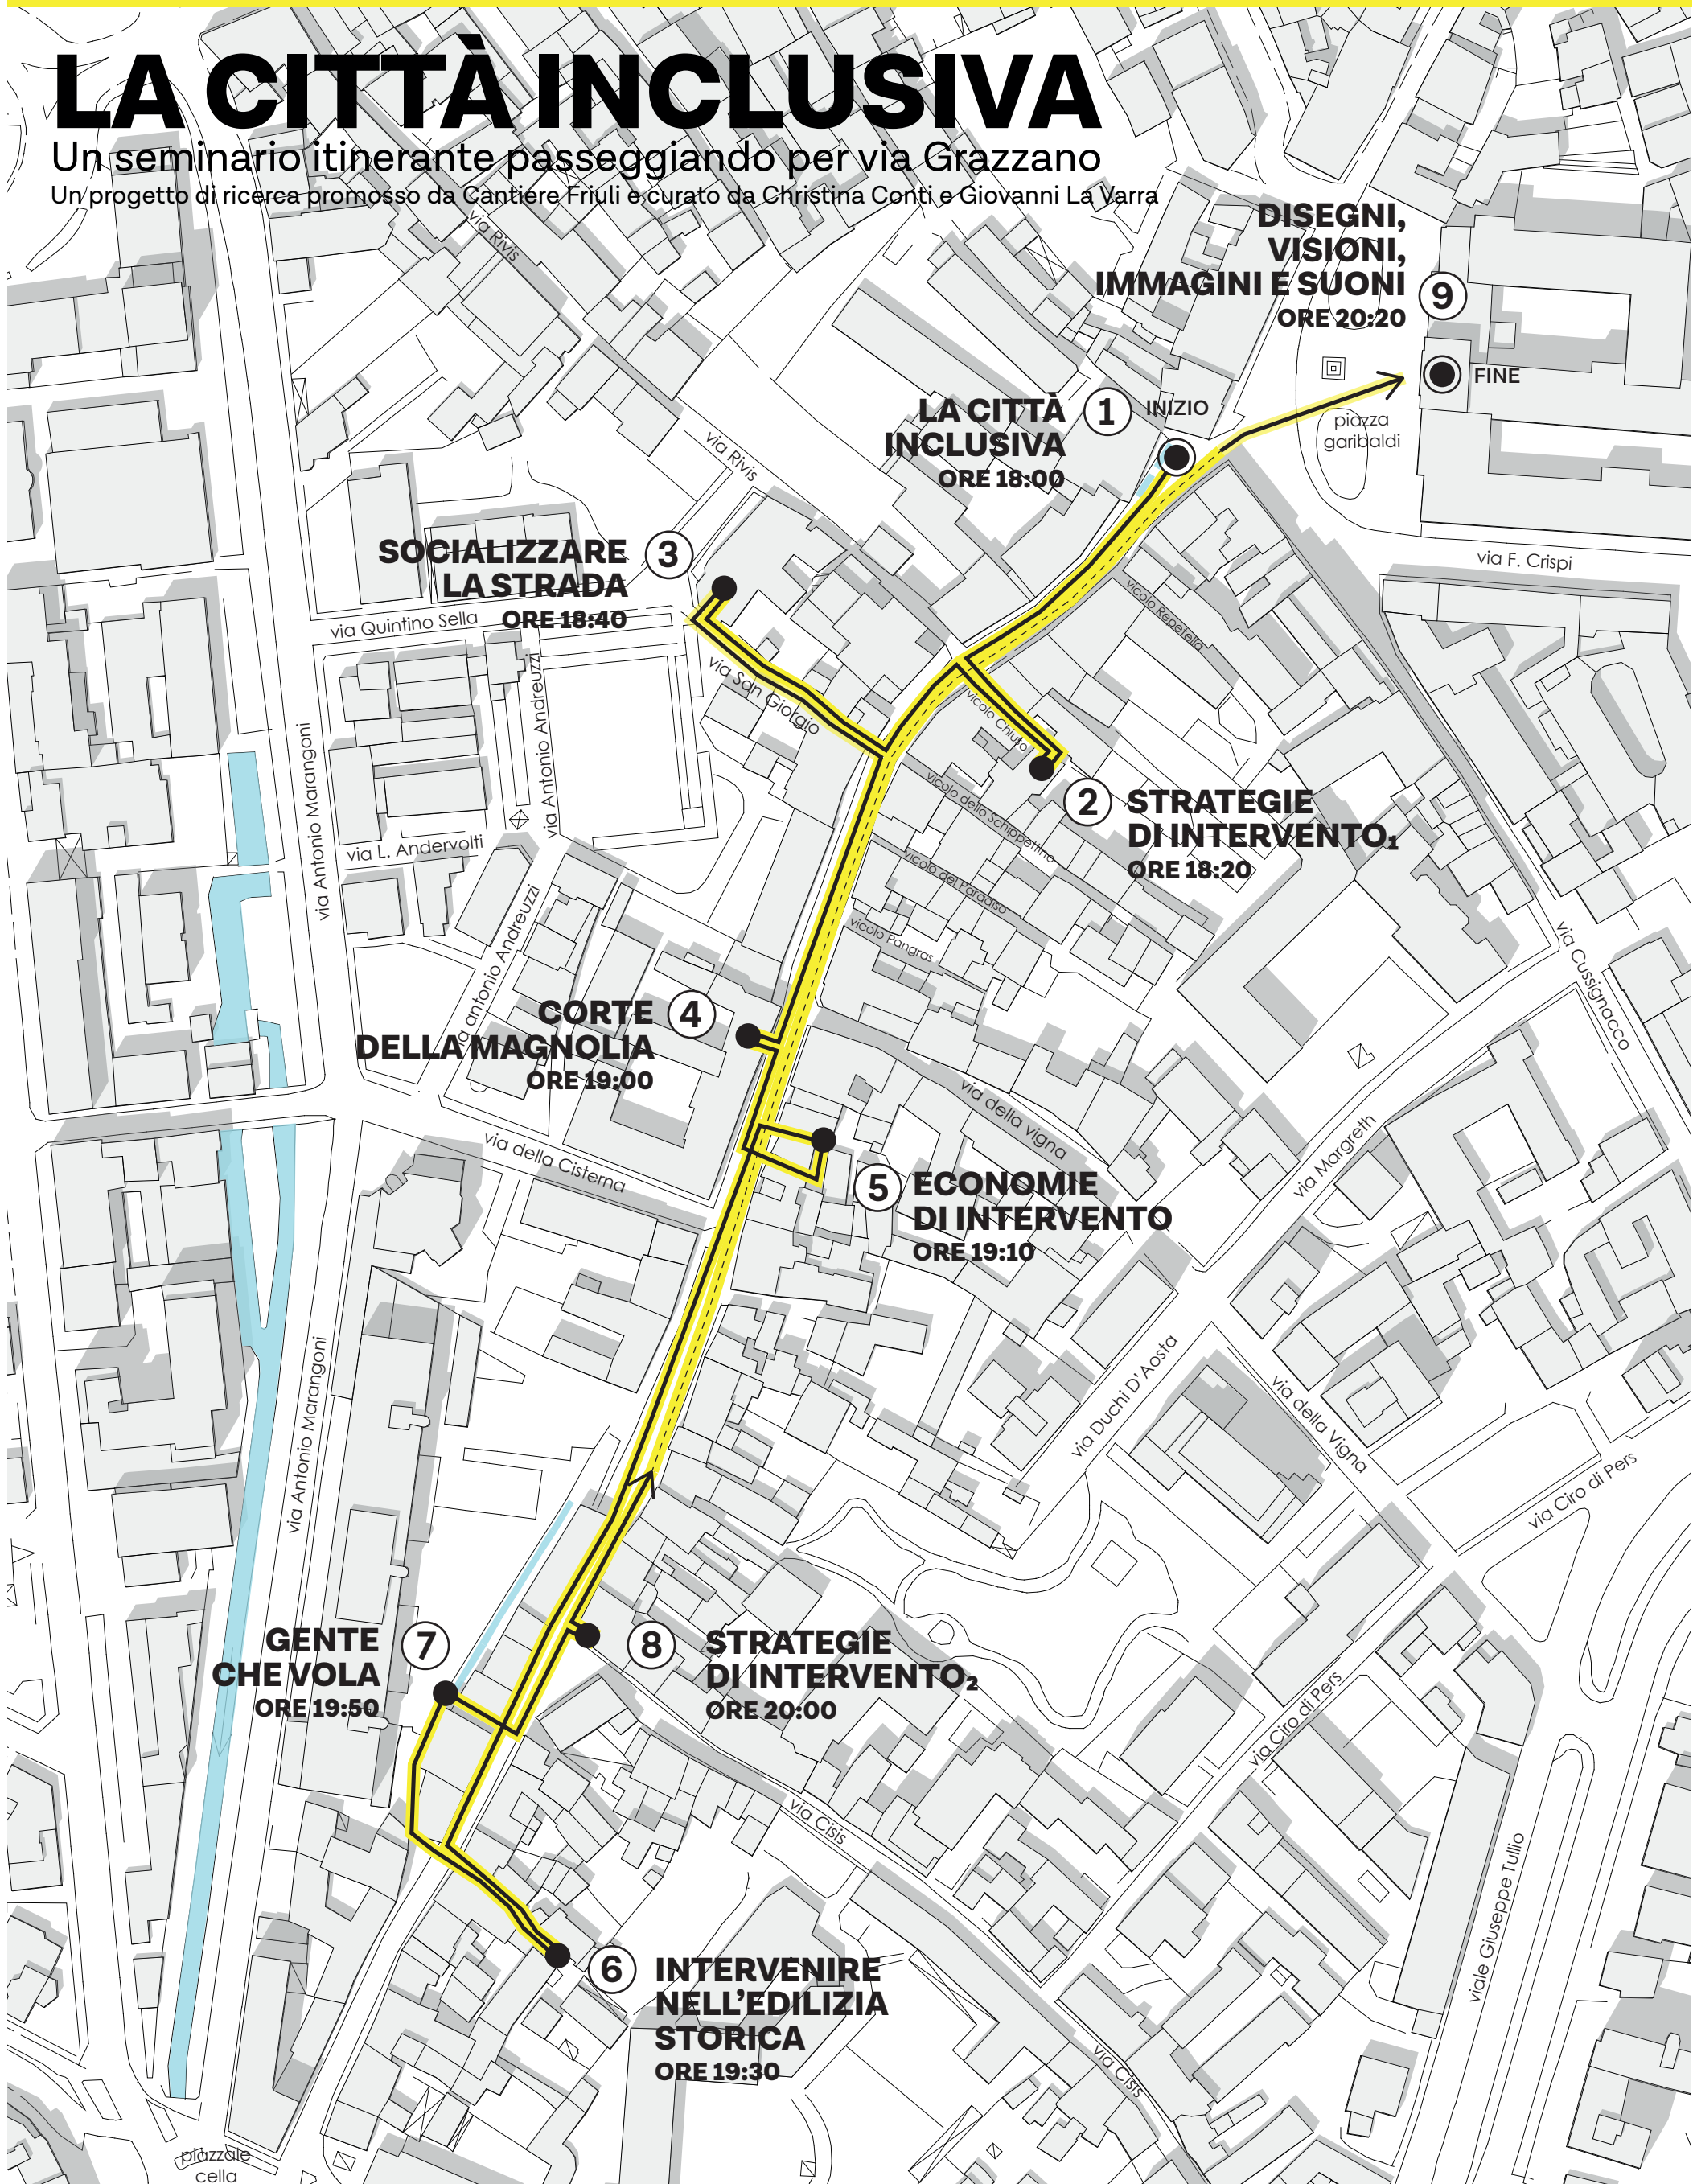 LA CITTÀ INCLUSIVA
Un seminario itinerante passeggiando per via Grazzano
Un progetto di ricerca promosso da Cantiere Friuli e curato da Christina Conti e Giovanni La Varra
via Rivis
DISEGNI,
VISIONI,
IMMAGINI E SUONI
ORE 20:20
9
FINE
piazza
garibaldi
LA CITTÀ
INCLUSIVA
ORE 18:00
1
INIZIO
via Rivis
via F. Crispi
SOCIALIZZARE
LA STRADA
ORE 18:40
3
via Quintino Sella
via San Giorgio
vicolo Repetella
vicolo Chiuso
via Antonio Marangoni
via Antonio Andreuzzi
via L. Andervolti
2
STRATEGIE
DI INTERVENTO₁
ORE 18:20
vicolo dello Schippettino
vicolo del Paradiso
vicolo Pangras
via antonio Andreuzzi
via Cussignacco
CORTE
DELLA MAGNOLIA
ORE 19:00
4
via della vigna
via Margreth
via della Cisterna
5
ECONOMIE
DI INTERVENTO
ORE 19:10
via Antonio Marangoni
via Duchi D'Aosta
via della Vigna
via Ciro di Pers
GENTE
CHE VOLA
ORE 19:50
7
8
STRATEGIE
DI INTERVENTO₂
ORE 20:00
via Ciro di Pers
via Cisis
viale Giuseppe Tullio
6
INTERVENIRE
NELL'EDILIZIA
STORICA
ORE 19:30
via Cisis
piazzale
cella